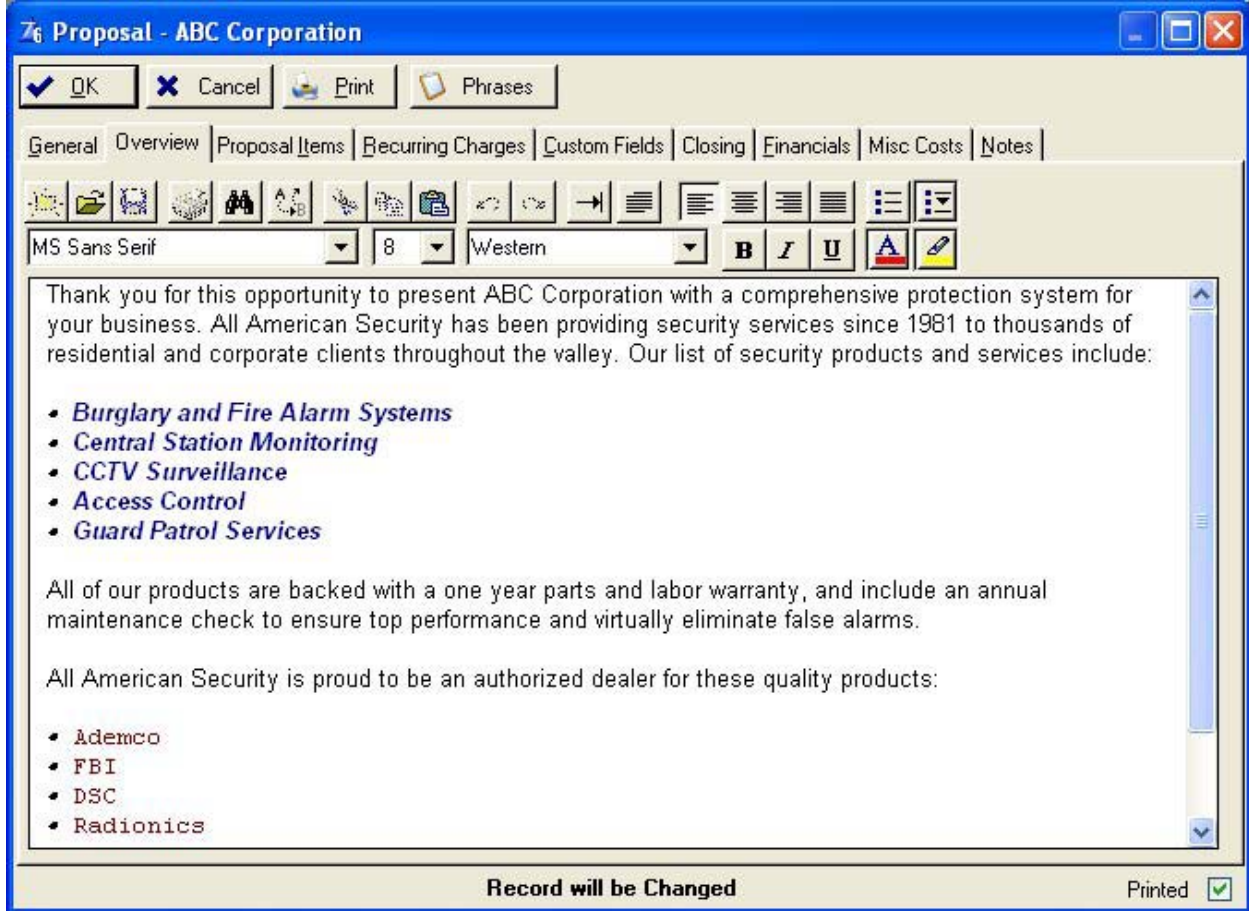 Proposal - ABC Corporation
OK Cancel Print Phrases
General Overview Proposal Items Recurring Charges Custom Fields Closing Financials Misc Costs Notes
MS Sans Serif 8 Western B I U A
Thank you for this opportunity to present ABC Corporation with a comprehensive protection system for
your business. All American Security has been providing security services since 1981 to thousands of
residential and corporate clients throughout the valley. Our list of security products and services include:
• Burglary and Fire Alarm Systems
• Central Station Monitoring
• CCTV Surveillance
• Access Control
• Guard Patrol Services
All of our products are backed with a one year parts and labor warranty, and include an annual
maintenance check to ensure top performance and virtually eliminate false alarms.
All American Security is proud to be an authorized dealer for these quality products:
• Ademco
• FBI
• DSC
• Radionics
Record will be Changed Printed